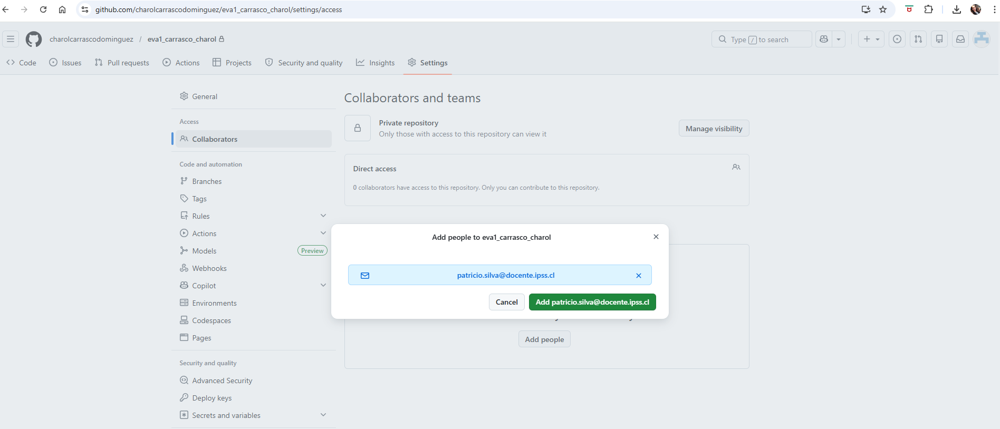 github.com/charolcarrascodominguez/eva1_carrasco_charol/settings/access
charolcarrascodominguez / eva1_carrasco_charol
Type / to search
Code
Issues
Pull requests
Actions
Projects
Security and quality
Insights
Settings
General
Access
Collaborators
Code and automation
Branches
Tags
Rules
Actions
Models
Preview
Webhooks
Copilot
Environments
Codespaces
Pages
Security and quality
Advanced Security
Deploy keys
Secrets and variables
Collaborators and teams
Private repository
Only those with access to this repository can view it
Manage visibility
Direct access
0 collaborators have access to this repository. Only you can contribute to this repository.
Add people to eva1_carrasco_charol
patricio.silva@docente.ipss.cl
Cancel
Add patricio.silva@docente.ipss.cl
Add people